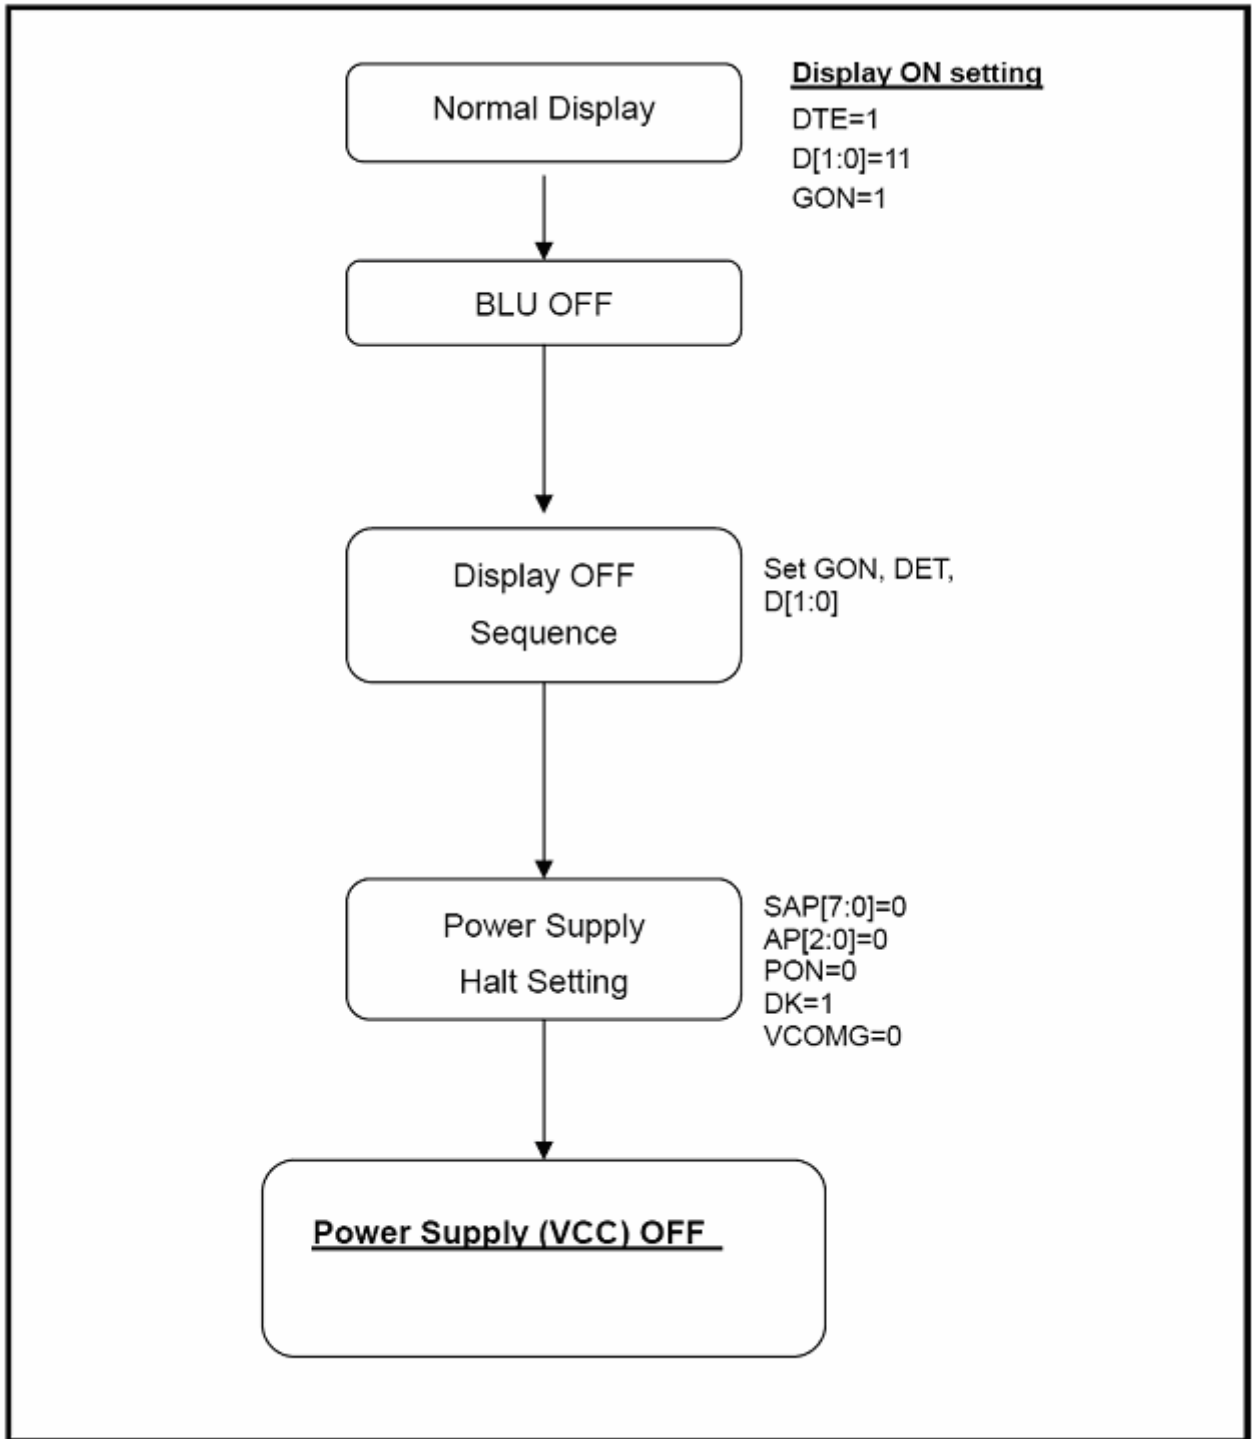 Normal Display
Display ON setting
DTE=1
D[1:0]=11
GON=1
BLU OFF
Display OFF
Sequence
Set GON, DET,
D[1:0]
Power Supply
Halt Setting
SAP[7:0]=0
AP[2:0]=0
PON=0
DK=1
VCOMG=0
Power Supply (VCC) OFF